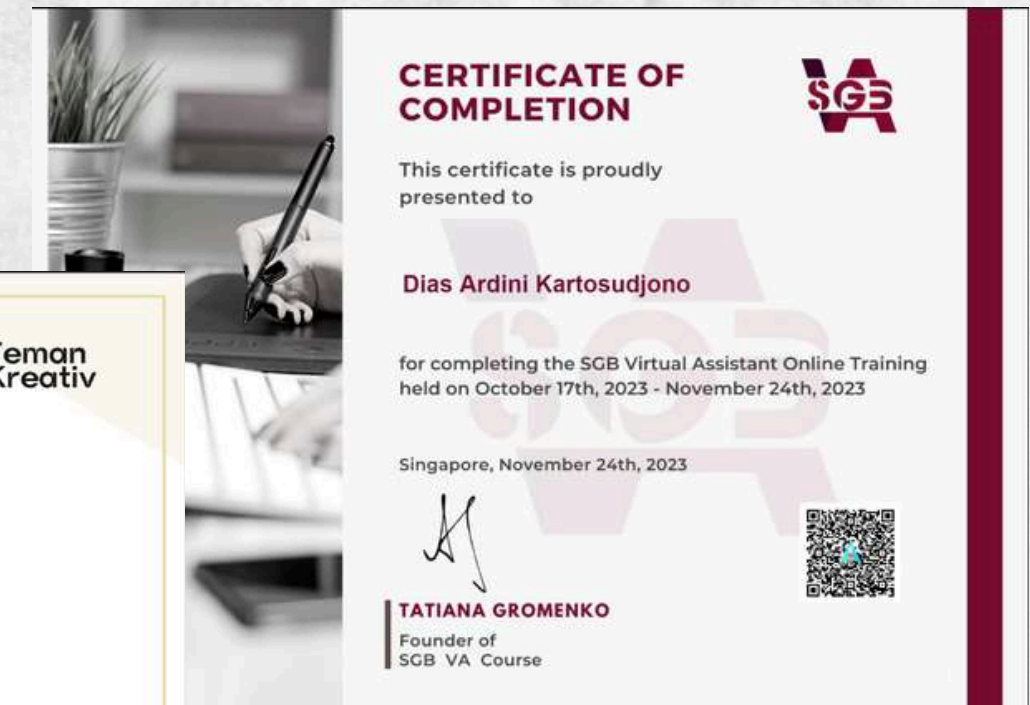 CERTIFICATE OF
COMPLETION
SGB
This certificate is proudly
presented to
Dias Ardini Kartosudjono
for completing the SGB Virtual Assistant Online Training
held on October 17th, 2023 - November 24th, 2023
Singapore, November 24th, 2023
TATIANA GROMENKO
Founder of
SGB VA Course
eman
reativ